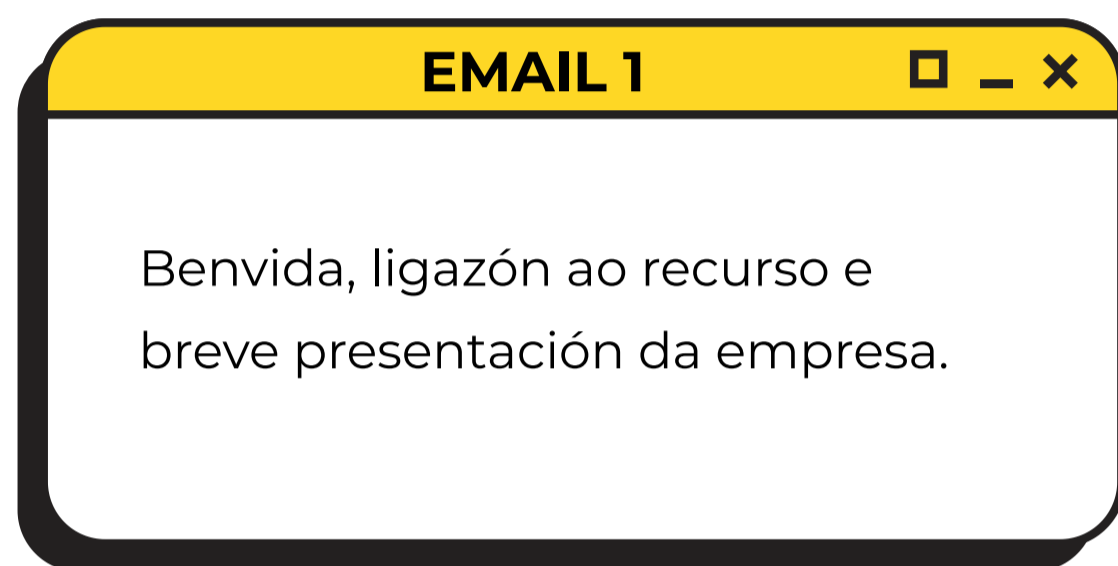 EMAIL 1
Benvida, ligazón ao recurso e
breve presentación da empresa.